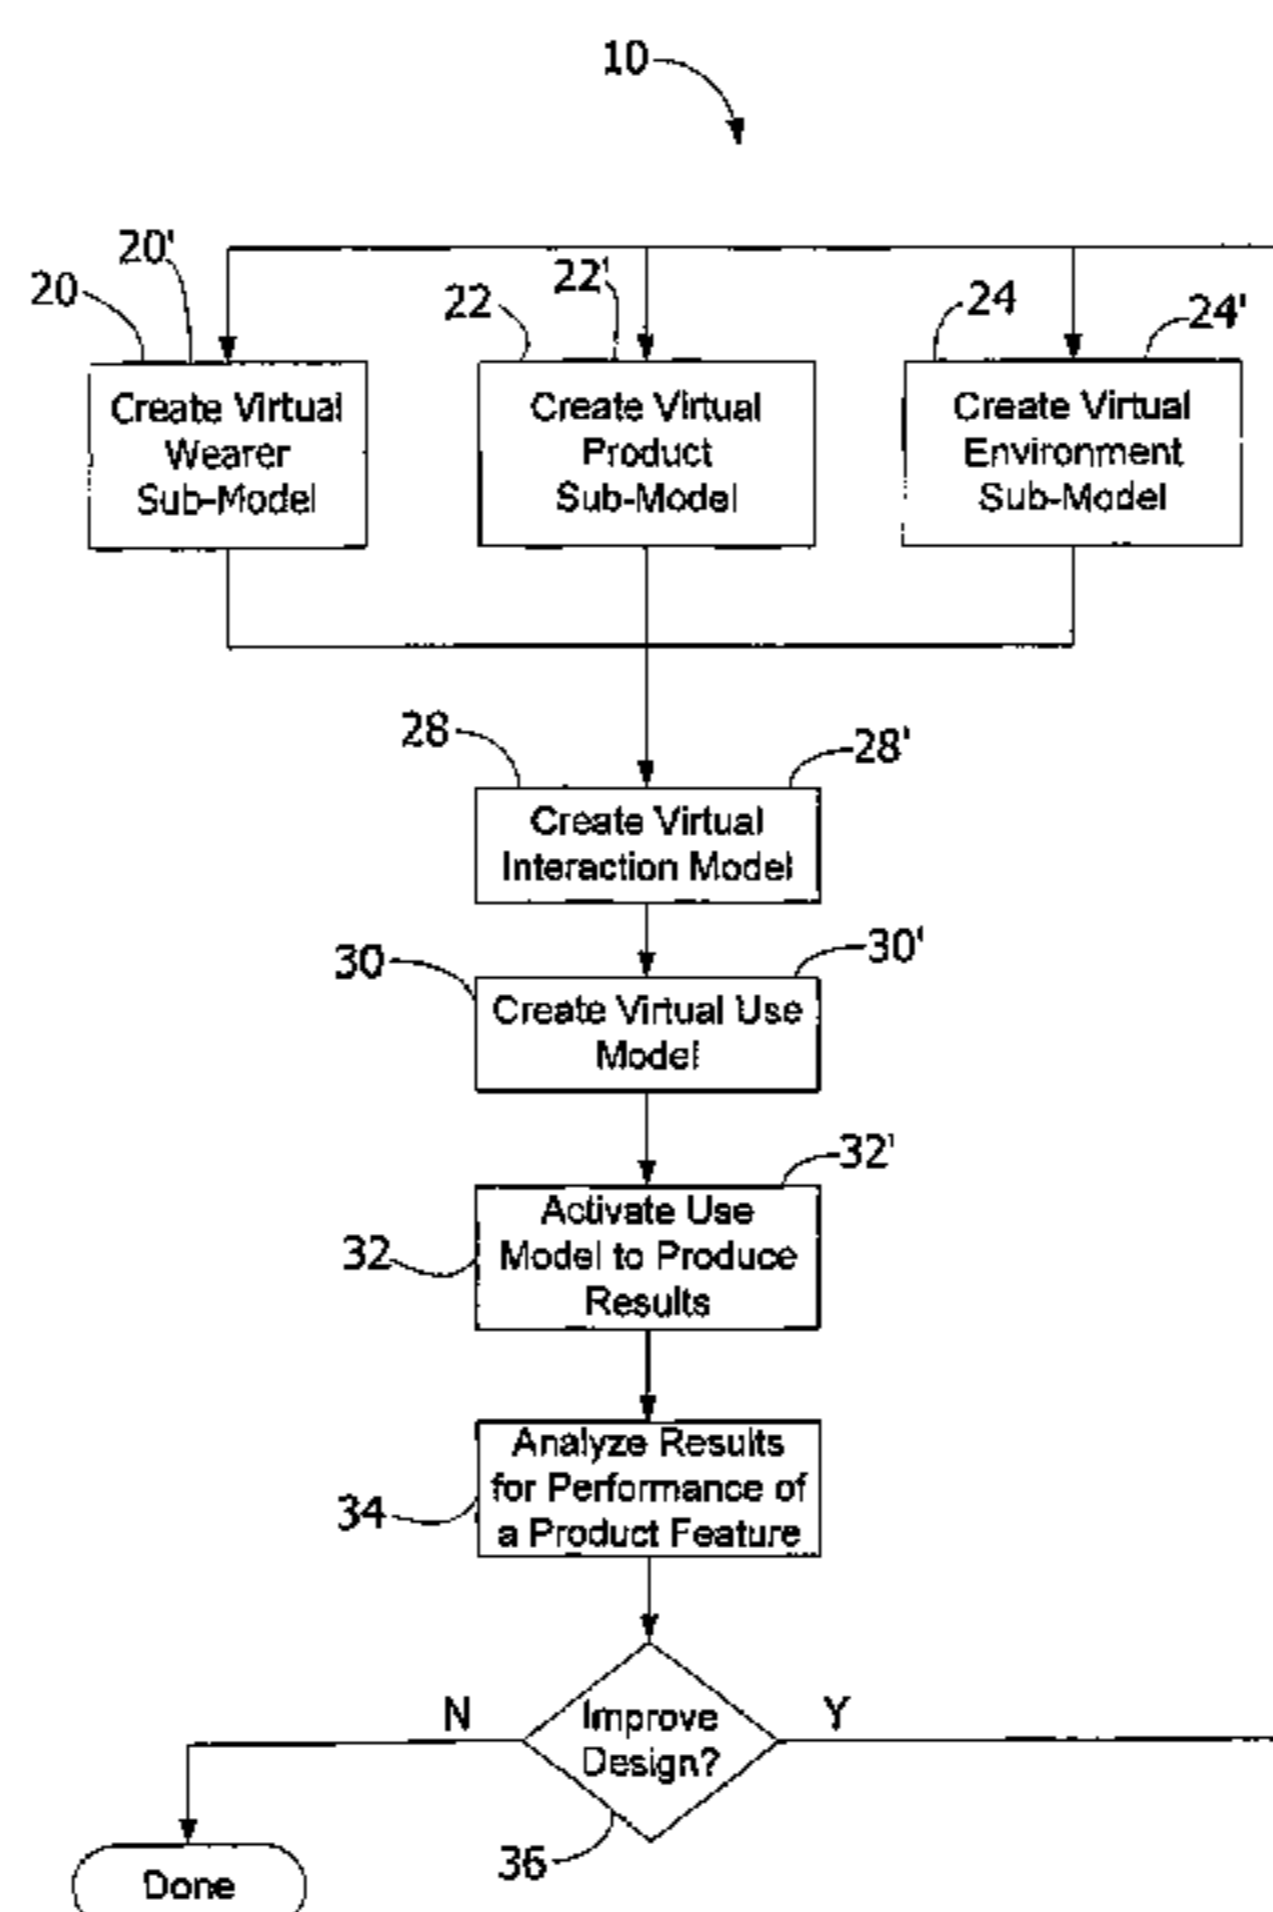 10
20'
20
22
22'
24
24'
Create Virtual
Wearer
Sub-Model
Create Virtual
Product
Sub-Model
Create Virtual
Environment
Sub-Model
28
28'
Create Virtual
Interaction Model
30
30'
Create Virtual Use
Model
32'
32
Activate Use
Model to Produce
Results
34
Analyze Results
for Performance of
a Product Feature
N
Y
Improve
Design?
36
Done